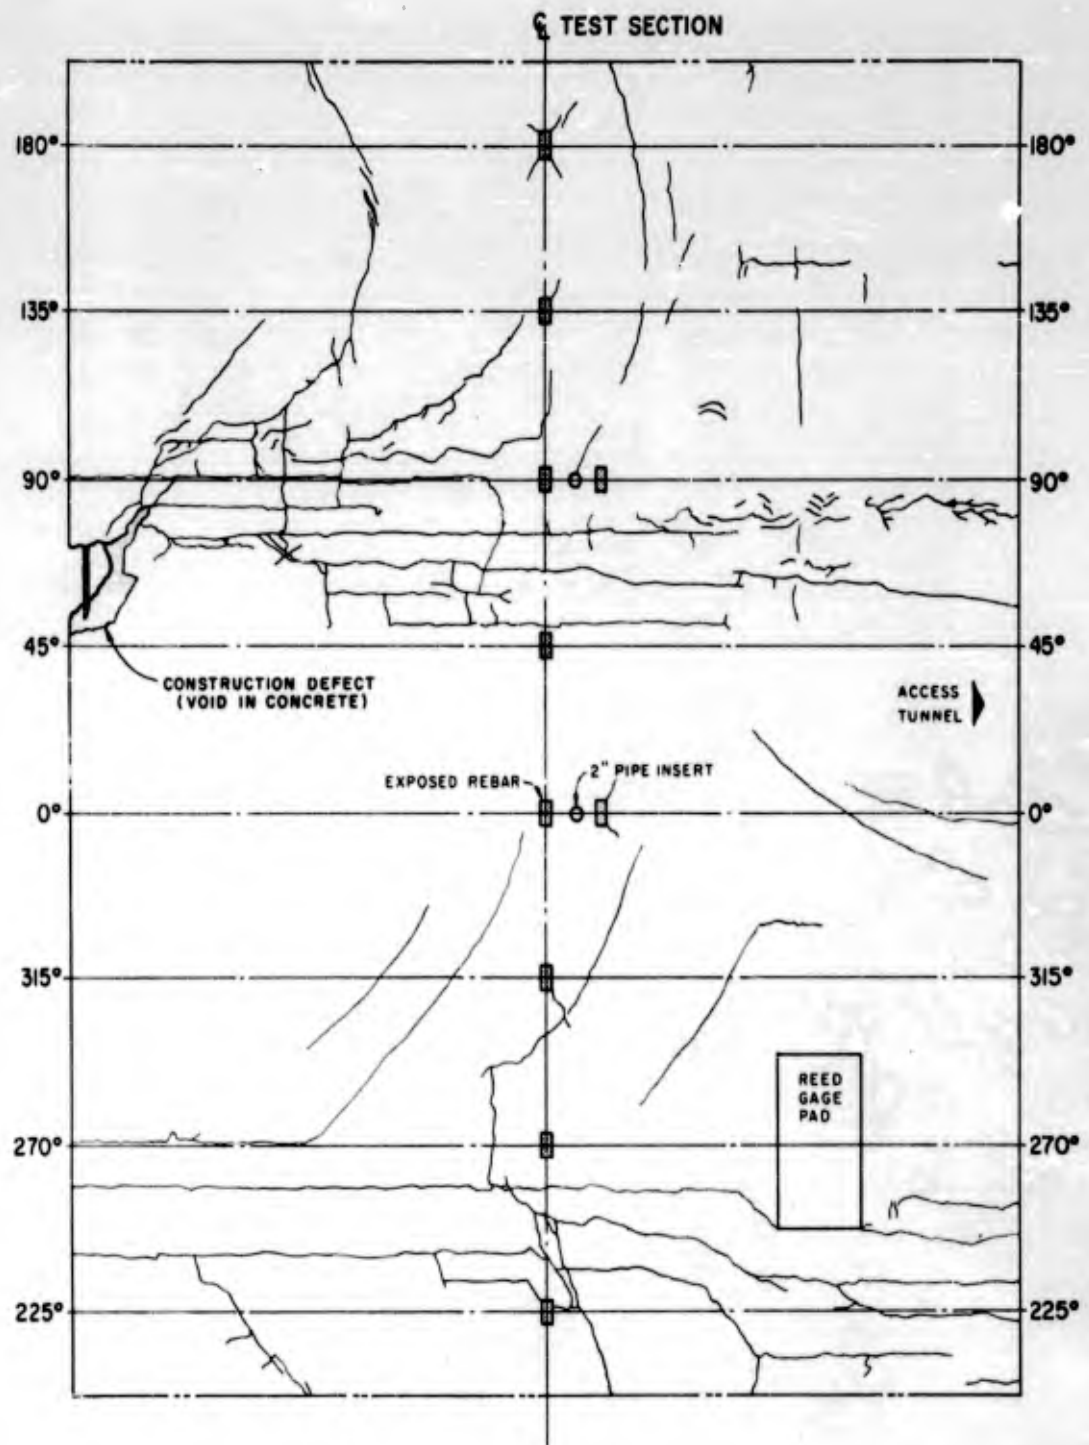 ℄ TEST SECTION
180° 180°
135° 135°
90° 90°
45° 45°
CONSTRUCTION DEFECT
(VOID IN CONCRETE)
ACCESS
TUNNEL
EXPOSED REBAR
2" PIPE INSERT
0° 0°
315° 315°
REED
GAGE
PAD
270° 270°
225° 225°